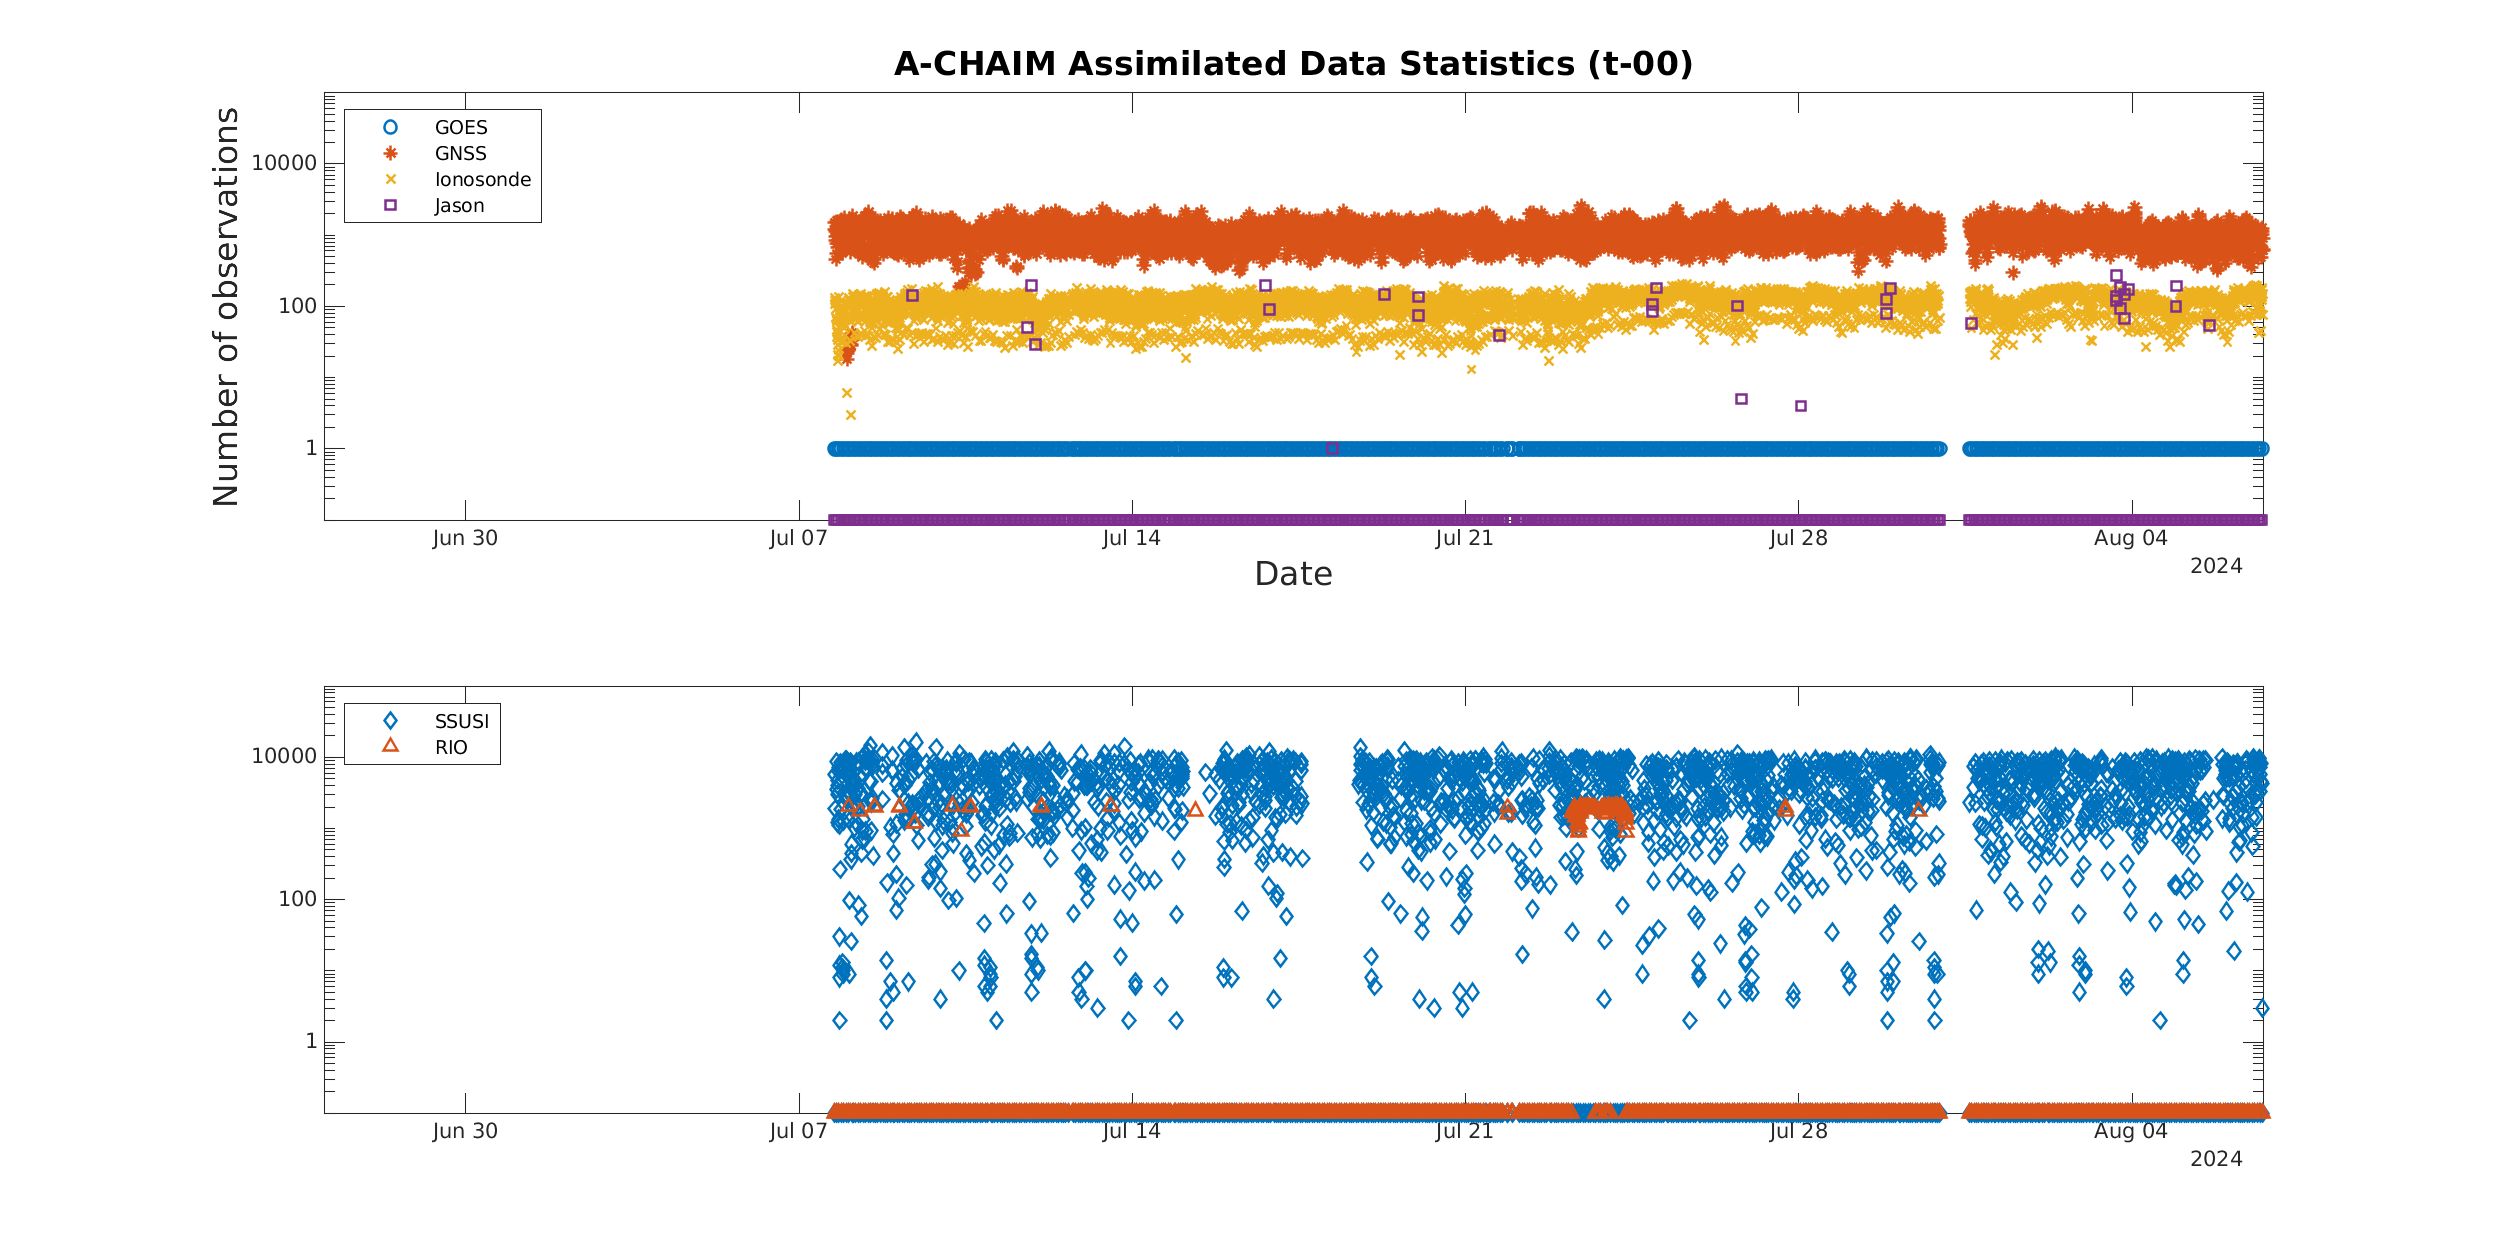 A-CHAIM Assimilated Data Statistics (t-00)
Number of observations
10000
100
1
GOES
GNSS
Ionosonde
Jason
Jun 30
Jul 07
Jul 14
Jul 21
Jul 28
Aug 04
2024
Date
10000
100
1
SSUSI
RIO
Jun 30
Jul 07
Jul 14
Jul 21
Jul 28
Aug 04
2024